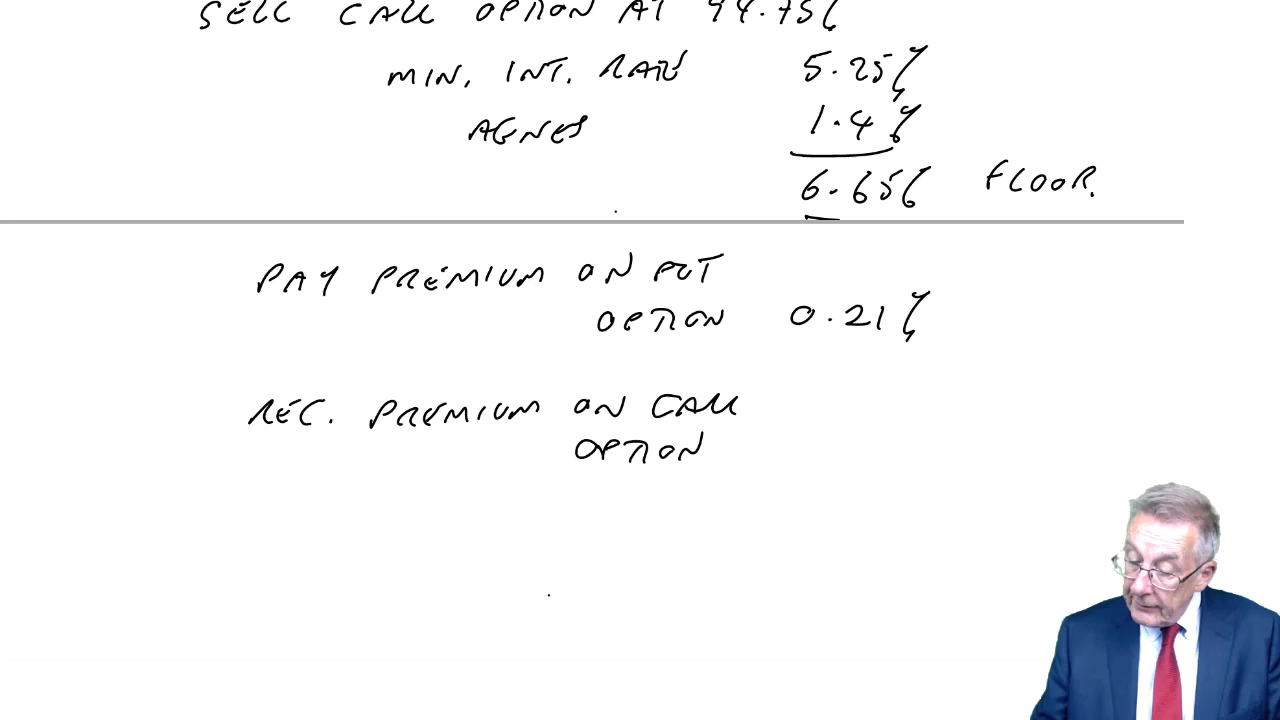 SELL CALL OPTION AT 94.75%
MIN. INT. RATE 5.25%
AGNES 1.4%
6.65% FLOOR.
PAY PREMIUM ON PUT
OPTION 0.21%
REC. PREMIUM ON CALL
OPTION